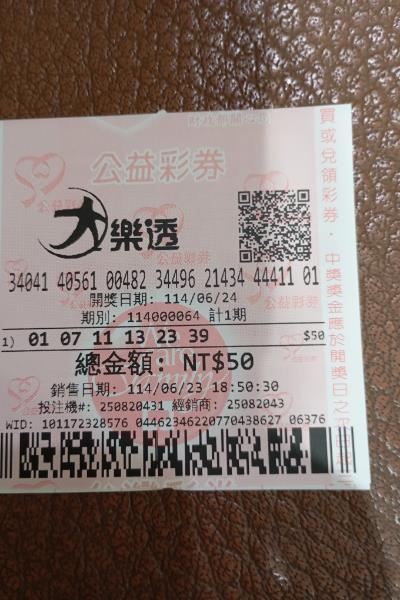 公益彩券
大樂透
34041 40561 00482 34496 21434 44411 01
開獎日期: 114/06/24
期別: 114000064 計1期
1) 01 07 11 13 23 39 $50
總金額: NT$50
銷售日期: 114/06/23 18:50:30
投注機#: 250820431 經銷商: 25082043
WID: 101172328576 044623462207704386​27 06376
買或兌領彩券，中獎獎金應於開獎日之次